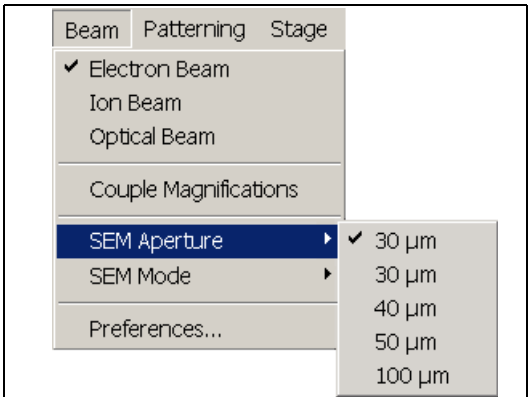 Beam Patterning Stage
✔ Electron Beam
Ion Beam
Optical Beam
Couple Magnifications
SEM Aperture
SEM Mode
Preferences...
✔ 30 µm
30 µm
40 µm
50 µm
100 µm